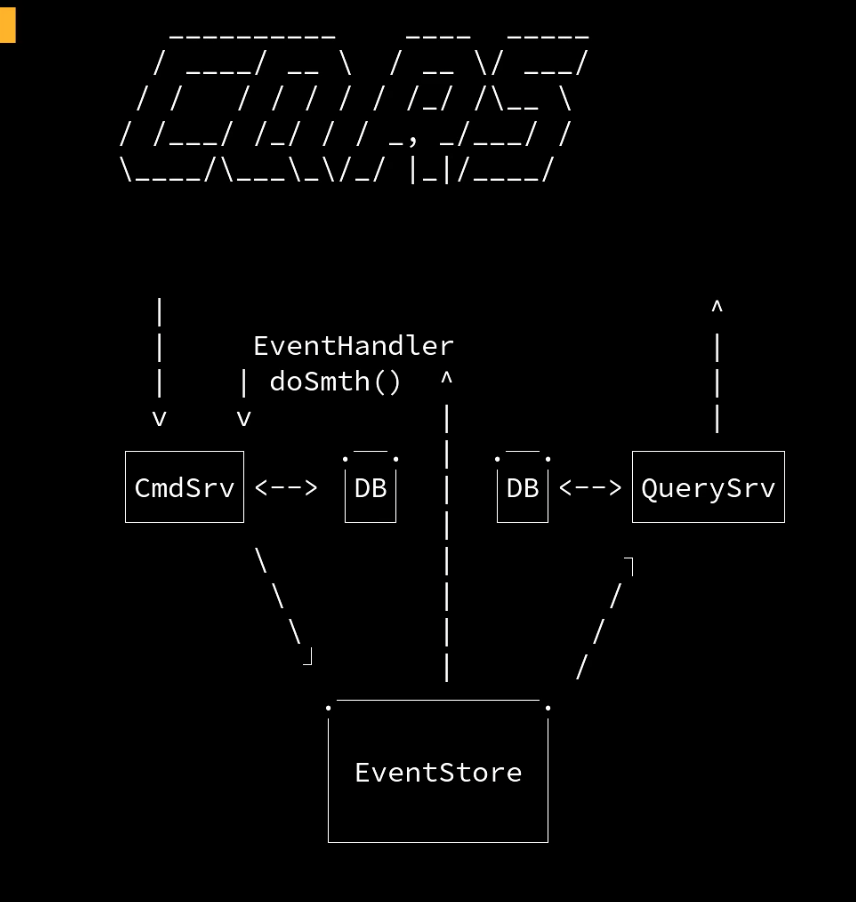 CQRS
EventHandler
doSmth()
CmdSrv <--> DB DB <--> QuerySrv
EventStore